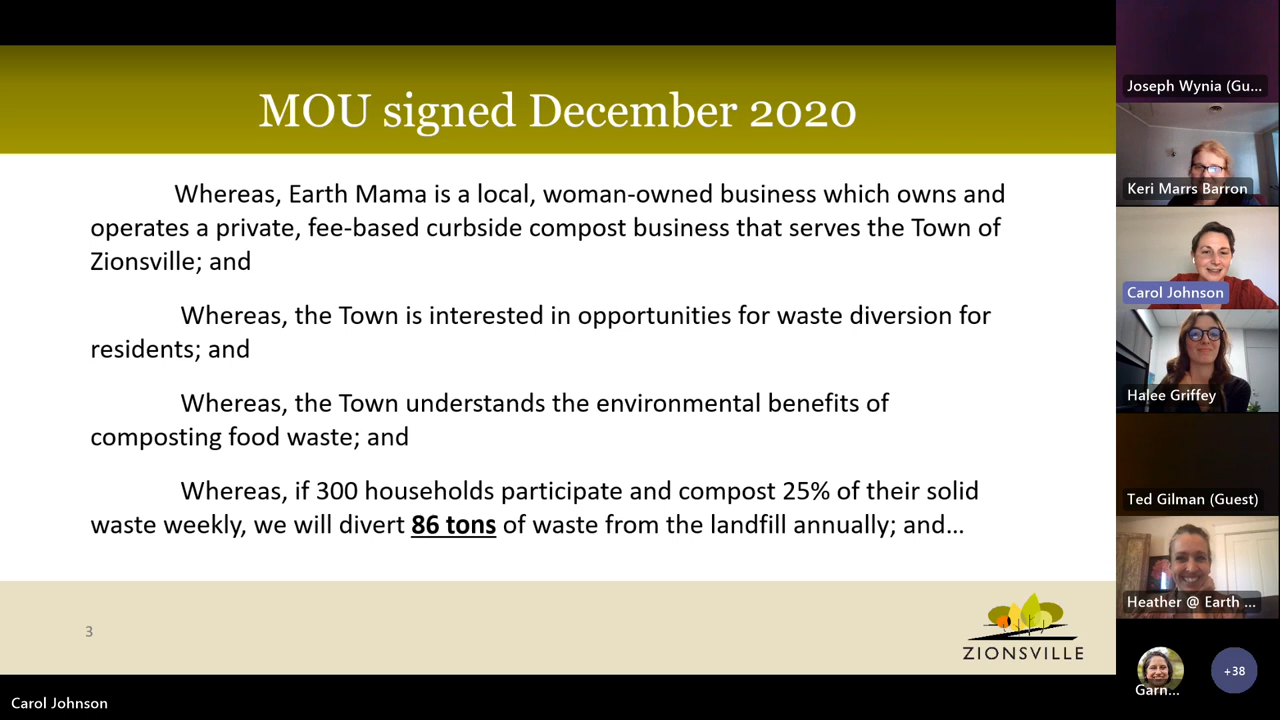 MOU signed December 2020
Whereas, Earth Mama is a local, woman-owned business which owns and
operates a private, fee-based curbside compost business that serves the Town of
Zionsville; and
Whereas, the Town is interested in opportunities for waste diversion for
residents; and
Whereas, the Town understands the environmental benefits of
composting food waste; and
Whereas, if 300 households participate and compost 25% of their solid
waste weekly, we will divert 86 tons of waste from the landfill annually; and...
3
ZIONSVILLE
Carol Johnson
Joseph Wynia (Gu...
Keri Marrs Barron
Carol Johnson
Halee Griffey
Ted Gilman (Guest)
Heather @ Earth ...
Garn...
+38